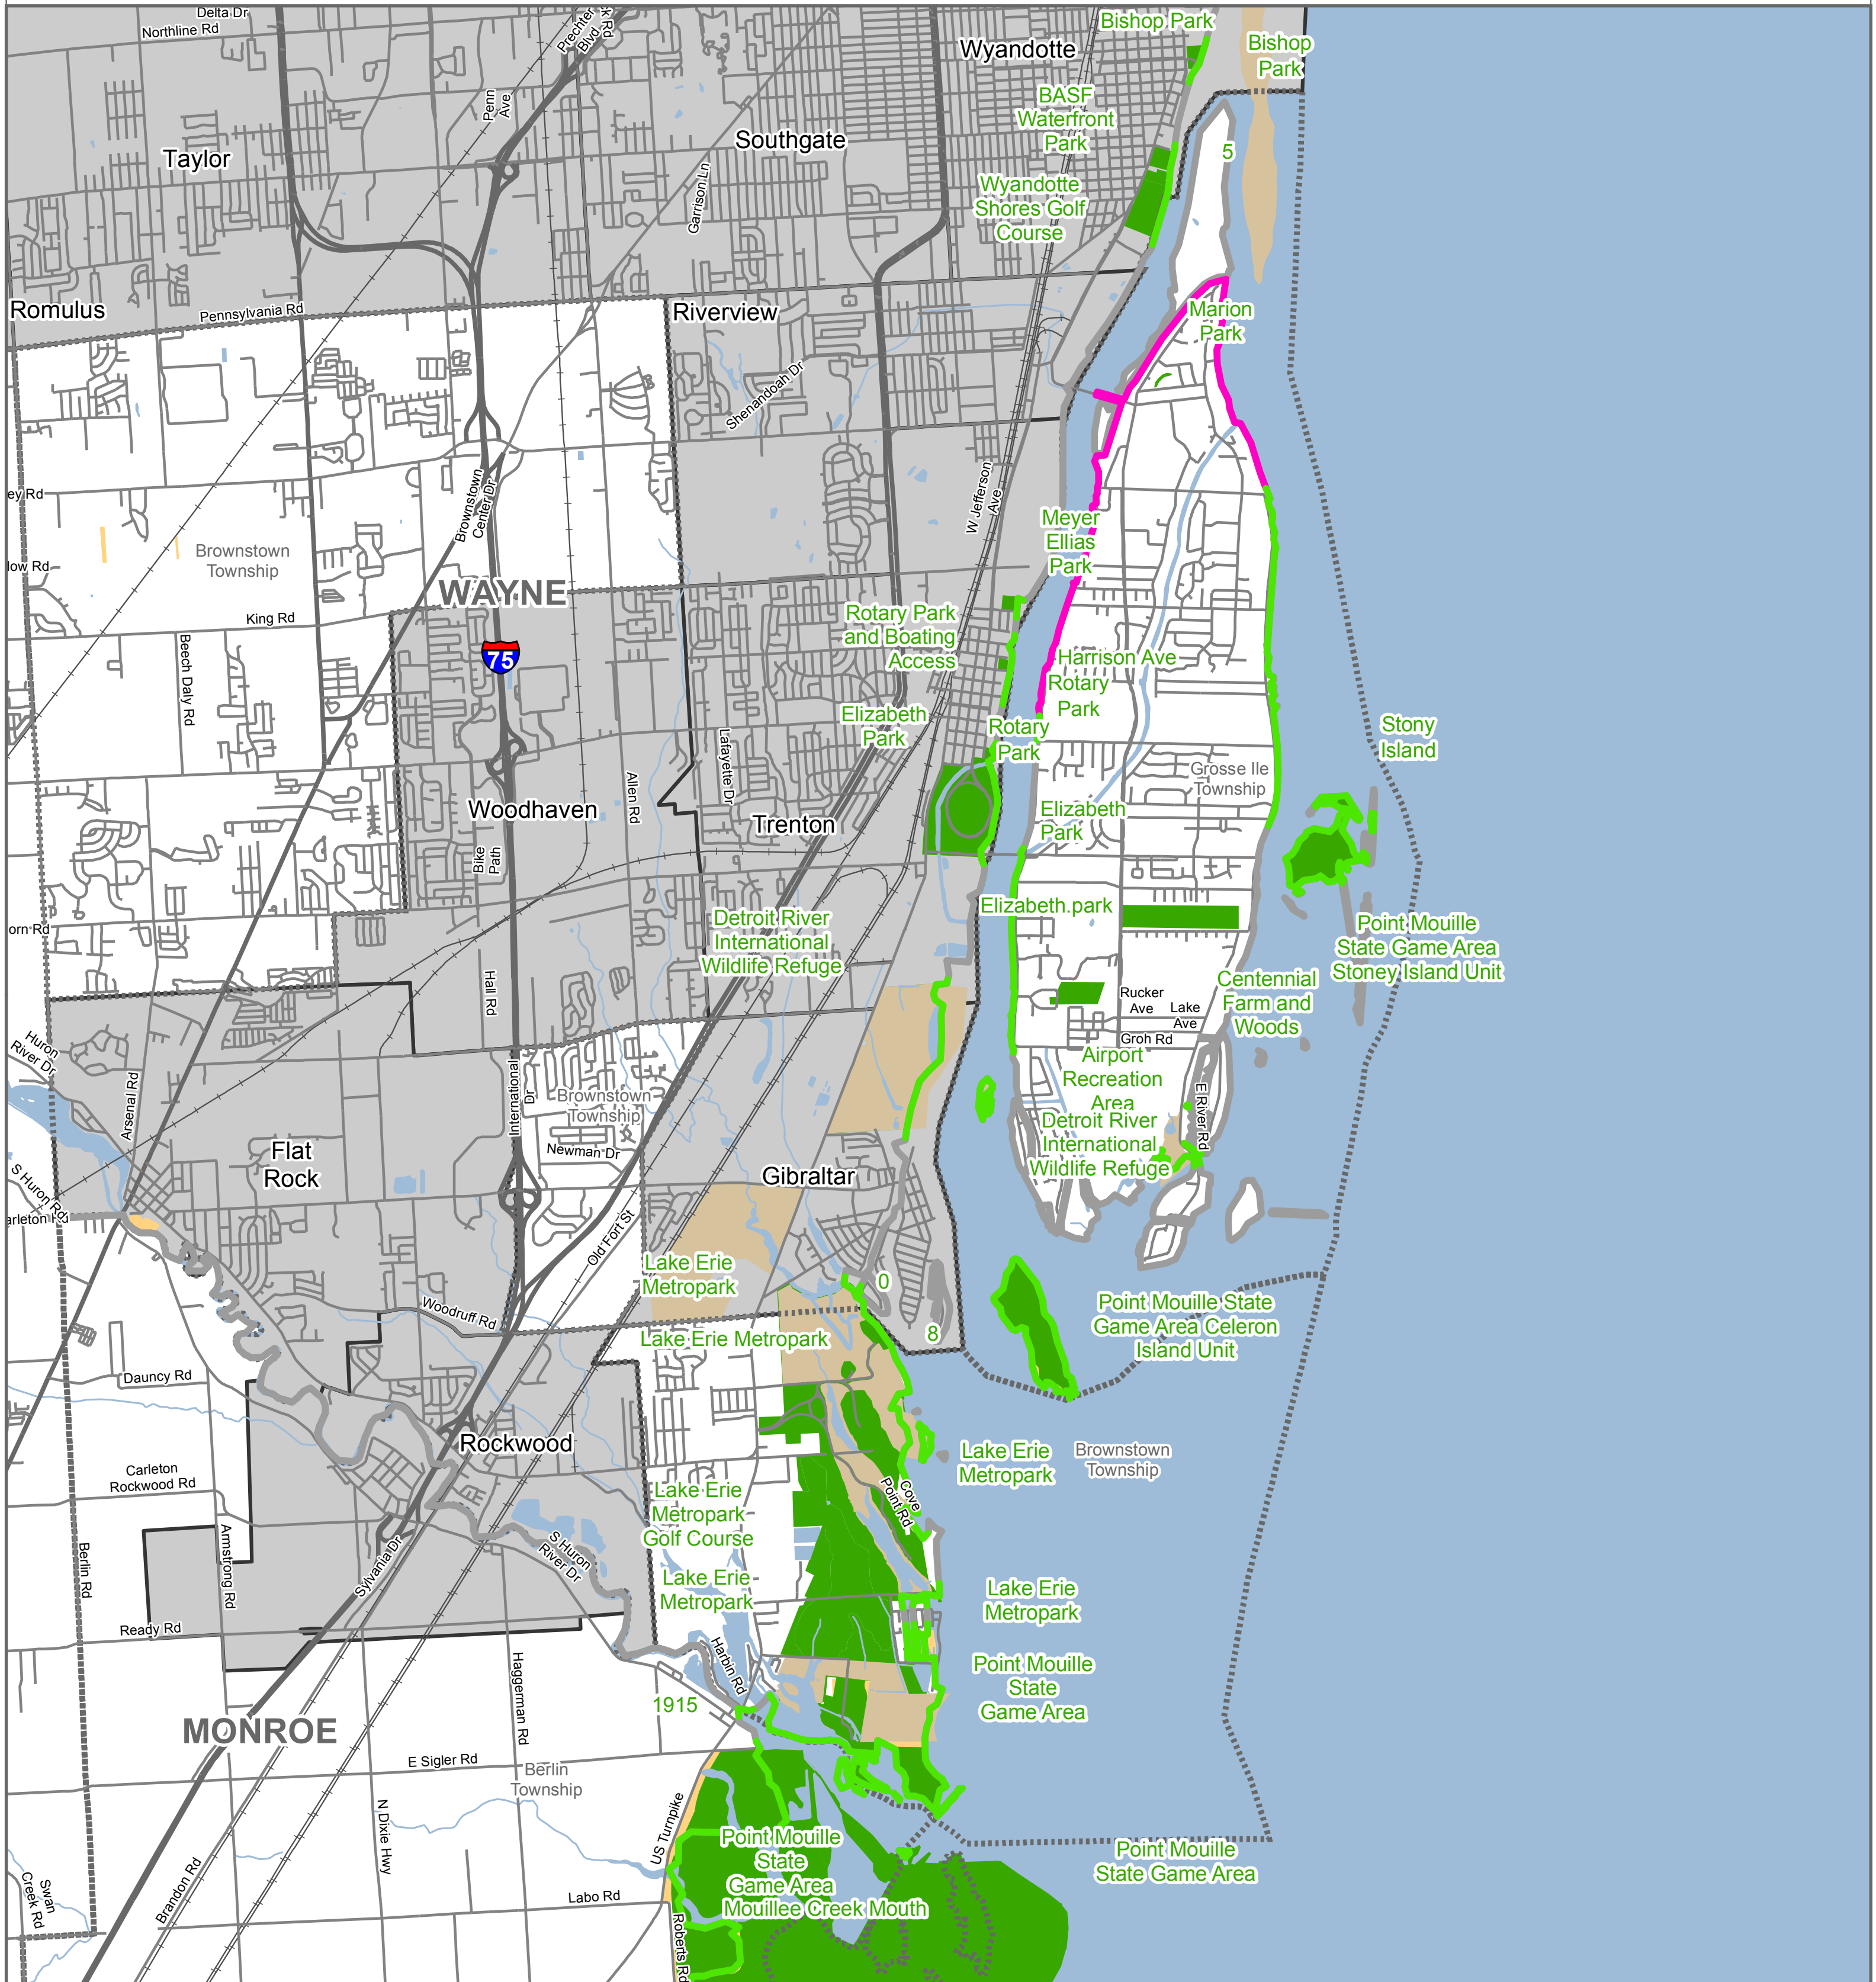 Delta Dr
Northline Rd
Prechter
Blvd
k Rd
Bishop Park
Wyandotte
Bishop
Park
Penn
Ave
BASF
Waterfront
Park
Southgate
Taylor
5
Garrison Ln
Wyandotte
Shores Golf
Course
Romulus
Pennsylvania Rd
Riverview
Marion
Park
Shenandoah Dr
ey Rd
Brownstown
Center Dr
W Jefferson
Ave
Meyer
Ellias
Park
Brownstown
Township
low Rd
WAYNE
King Rd
Rotary Park
and Boating
Access
75
Beech Daly Rd
Harrison Ave
Rotary
Park
Elizabeth
Park
Rotary
Park
Stony
Island
Lafayette Dr
Allen Rd
Grosse Ile
Township
Woodhaven
Trenton
Elizabeth
Park
Bike
Path
Elizabeth.park
orn Rd
Detroit River
International
Wildlife Refuge
Point Mouille
State Game Area
Stoney Island Unit
Hall Rd
Centennial
Farm and
Woods
Rucker
Ave
Lake
Ave
Groh Rd
Huron
River Dr
Airport
Recreation
Area
Arsenal Rd
International
Dr
Brownstown
Township
E River Rd
Detroit River
International
Wildlife Refuge
Newman Dr
Flat
Rock
Gibraltar
S Huron Rd
arleton R
Old Fort St
Lake Erie
Metropark
0
Woodruff Rd
Point Mouille State
Game Area Celeron
Island Unit
Lake Erie Metropark
8
Dauncy Rd
Rockwood
Lake Erie
Metropark
Brownstown
Township
Carleton
Rockwood Rd
Cove
Point Rd
Lake Erie
Metropark
Golf Course
Berlin Rd
Armstrong Rd
Sylvania Dr
S Huron
River Dr
Lake Erie
Metropark
Lake Erie
Metropark
Ready Rd
Harbin Rd
Haggerman Rd
Point Mouille
State
Game Area
1915
MONROE
E Sigler Rd
Berlin
Township
N Dixie Hwy
US Turnpike
Point Mouille
State
Game Area
Mouillee Creek Mouth
Point Mouille
State Game Area
Swan
Creek Rd
Brandon Rd
Labo Rd
Roberts Rd